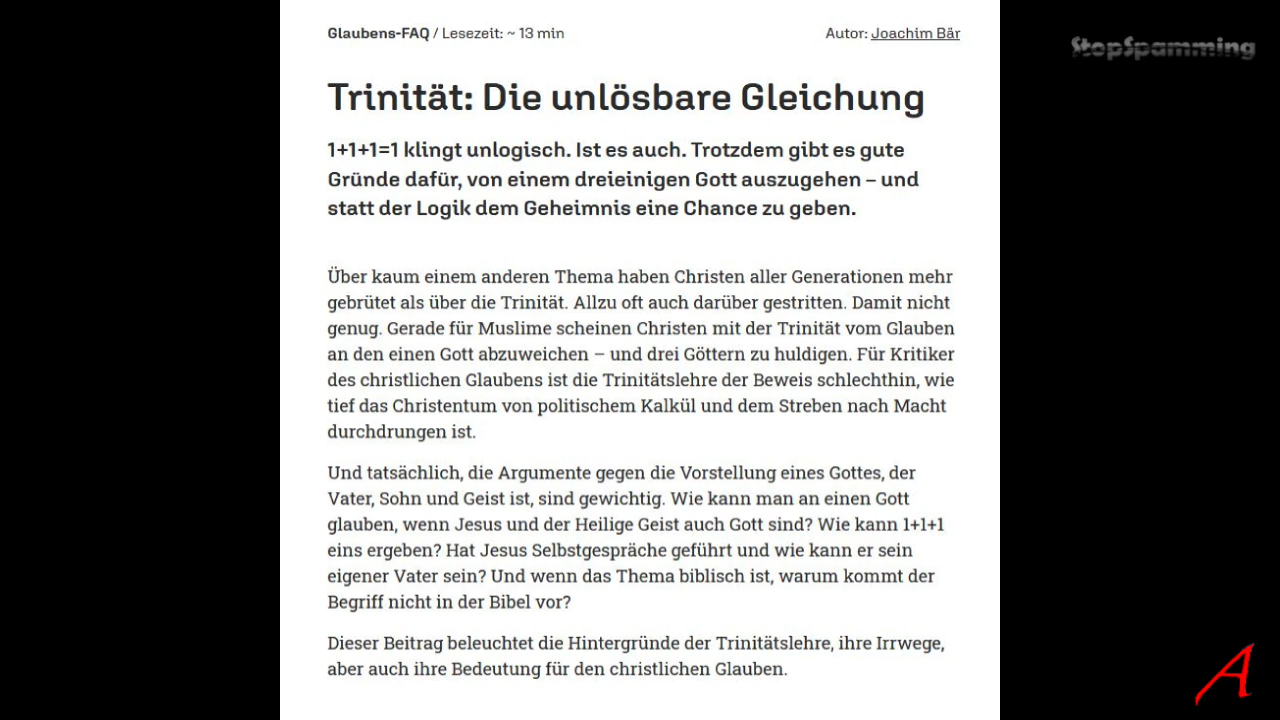 Glaubens-FAQ / Lesezeit: ~ 13 min
Autor: Joachim Bär
StopSpamming
Trinität: Die unlösbare Gleichung
1+1+1=1 klingt unlogisch. Ist es auch. Trotzdem gibt es gute
Gründe dafür, von einem dreieinigen Gott auszugehen – und
statt der Logik dem Geheimnis eine Chance zu geben.
Über kaum einem anderen Thema haben Christen aller Generationen mehr
gebrütet als über die Trinität. Allzu oft auch darüber gestritten. Damit nicht
genug. Gerade für Muslime scheinen Christen mit der Trinität vom Glauben
an den einen Gott abzuweichen – und drei Göttern zu huldigen. Für Kritiker
des christlichen Glaubens ist die Trinitätslehre der Beweis schlechthin, wie
tief das Christentum von politischem Kalkül und dem Streben nach Macht
durchdrungen ist.
Und tatsächlich, die Argumente gegen die Vorstellung eines Gottes, der
Vater, Sohn und Geist ist, sind gewichtig. Wie kann man an einen Gott
glauben, wenn Jesus und der Heilige Geist auch Gott sind? Wie kann 1+1+1
eins ergeben? Hat Jesus Selbstgespräche geführt und wie kann er sein
eigener Vater sein? Und wenn das Thema biblisch ist, warum kommt der
Begriff nicht in der Bibel vor?
Dieser Beitrag beleuchtet die Hintergründe der Trinitätslehre, ihre Irrwege,
aber auch ihre Bedeutung für den christlichen Glauben.
A